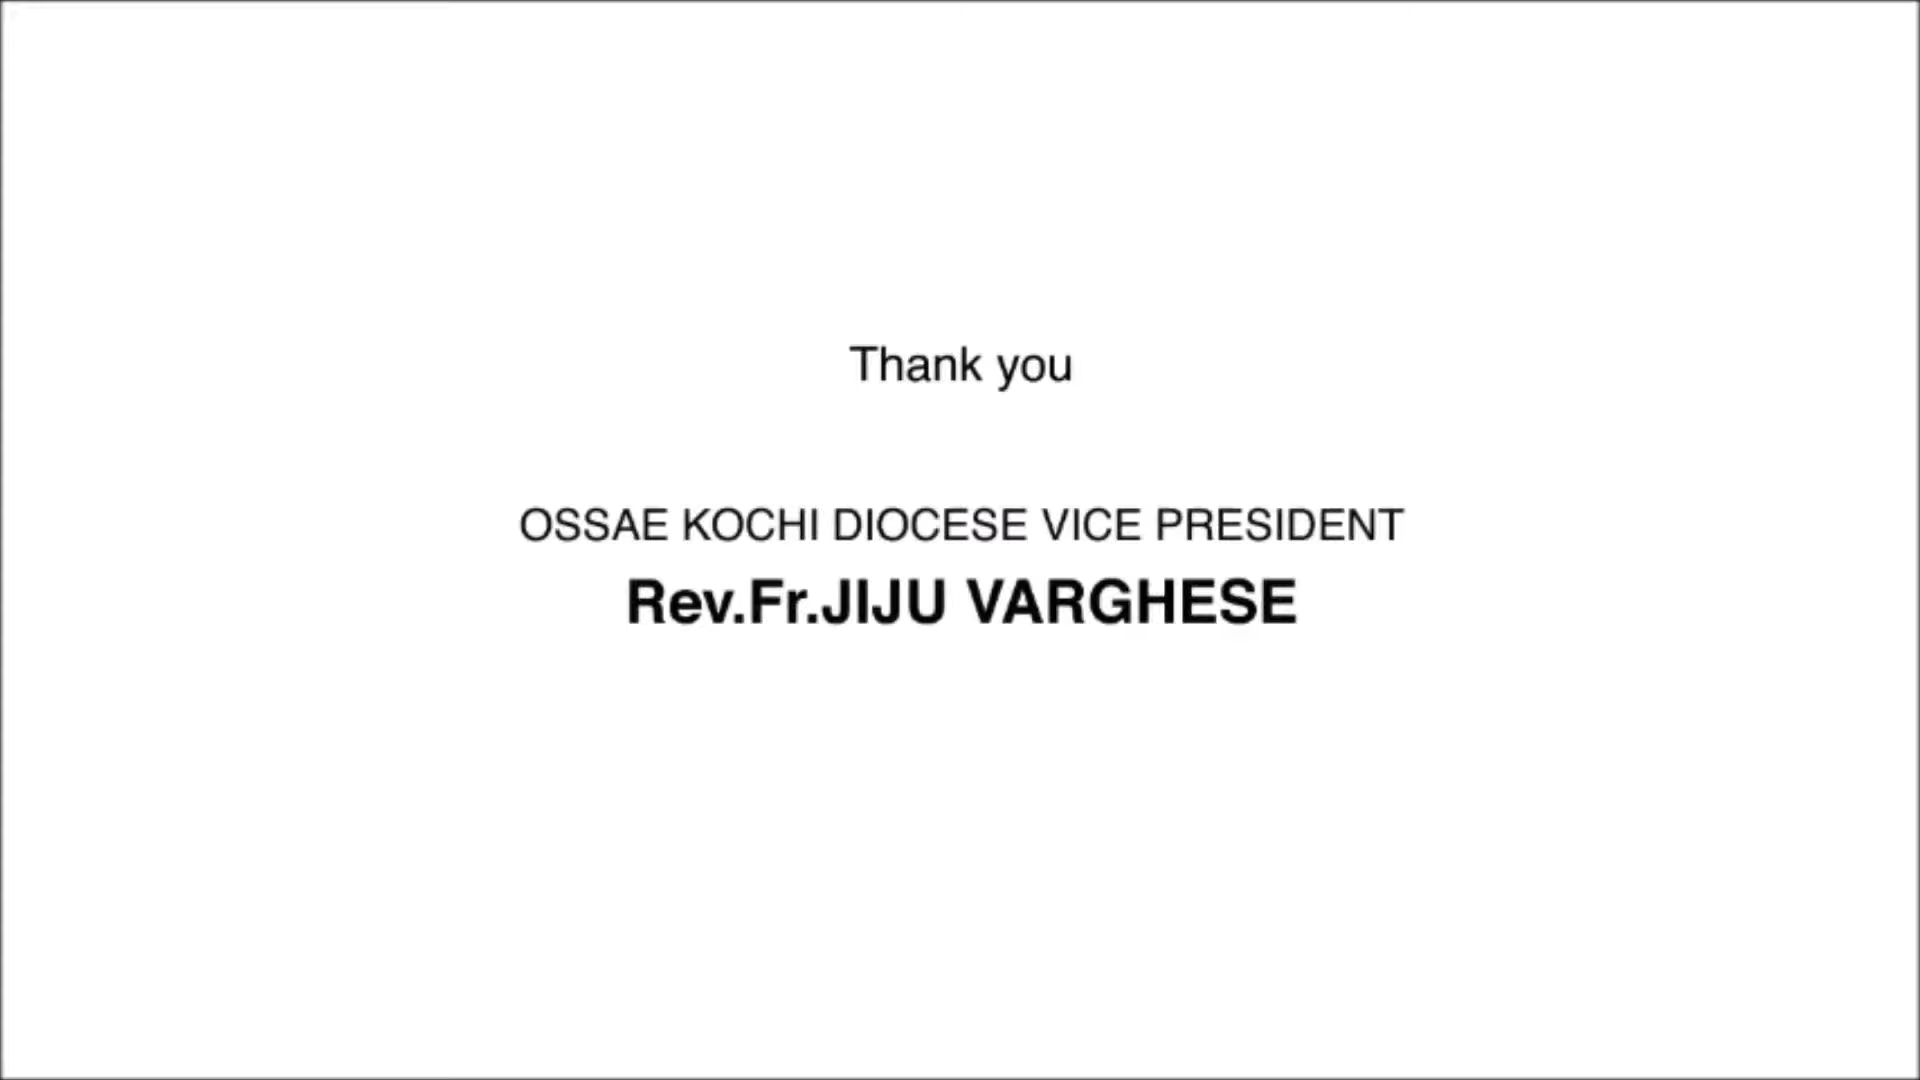 Thank you
OSSAE KOCHI DIOCESE VICE PRESIDENT
Rev.Fr.JIJU VARGHESE